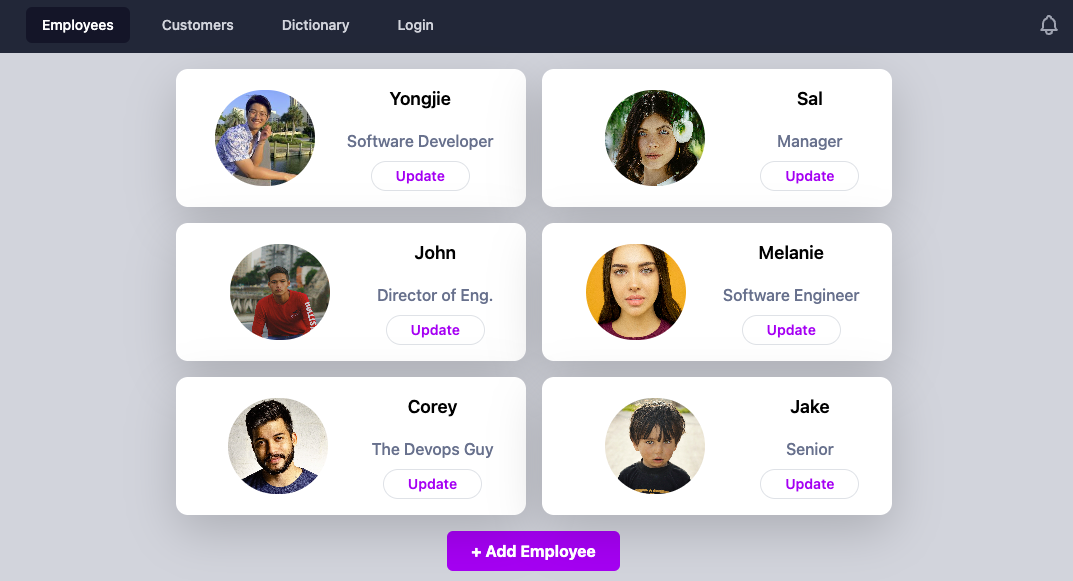 Employees Customers Dictionary Login
Yongjie
Software Developer
Update
Sal
Manager
Update
John
Director of Eng.
Update
Melanie
Software Engineer
Update
Corey
The Devops Guy
Update
Jake
Senior
Update
+ Add Employee